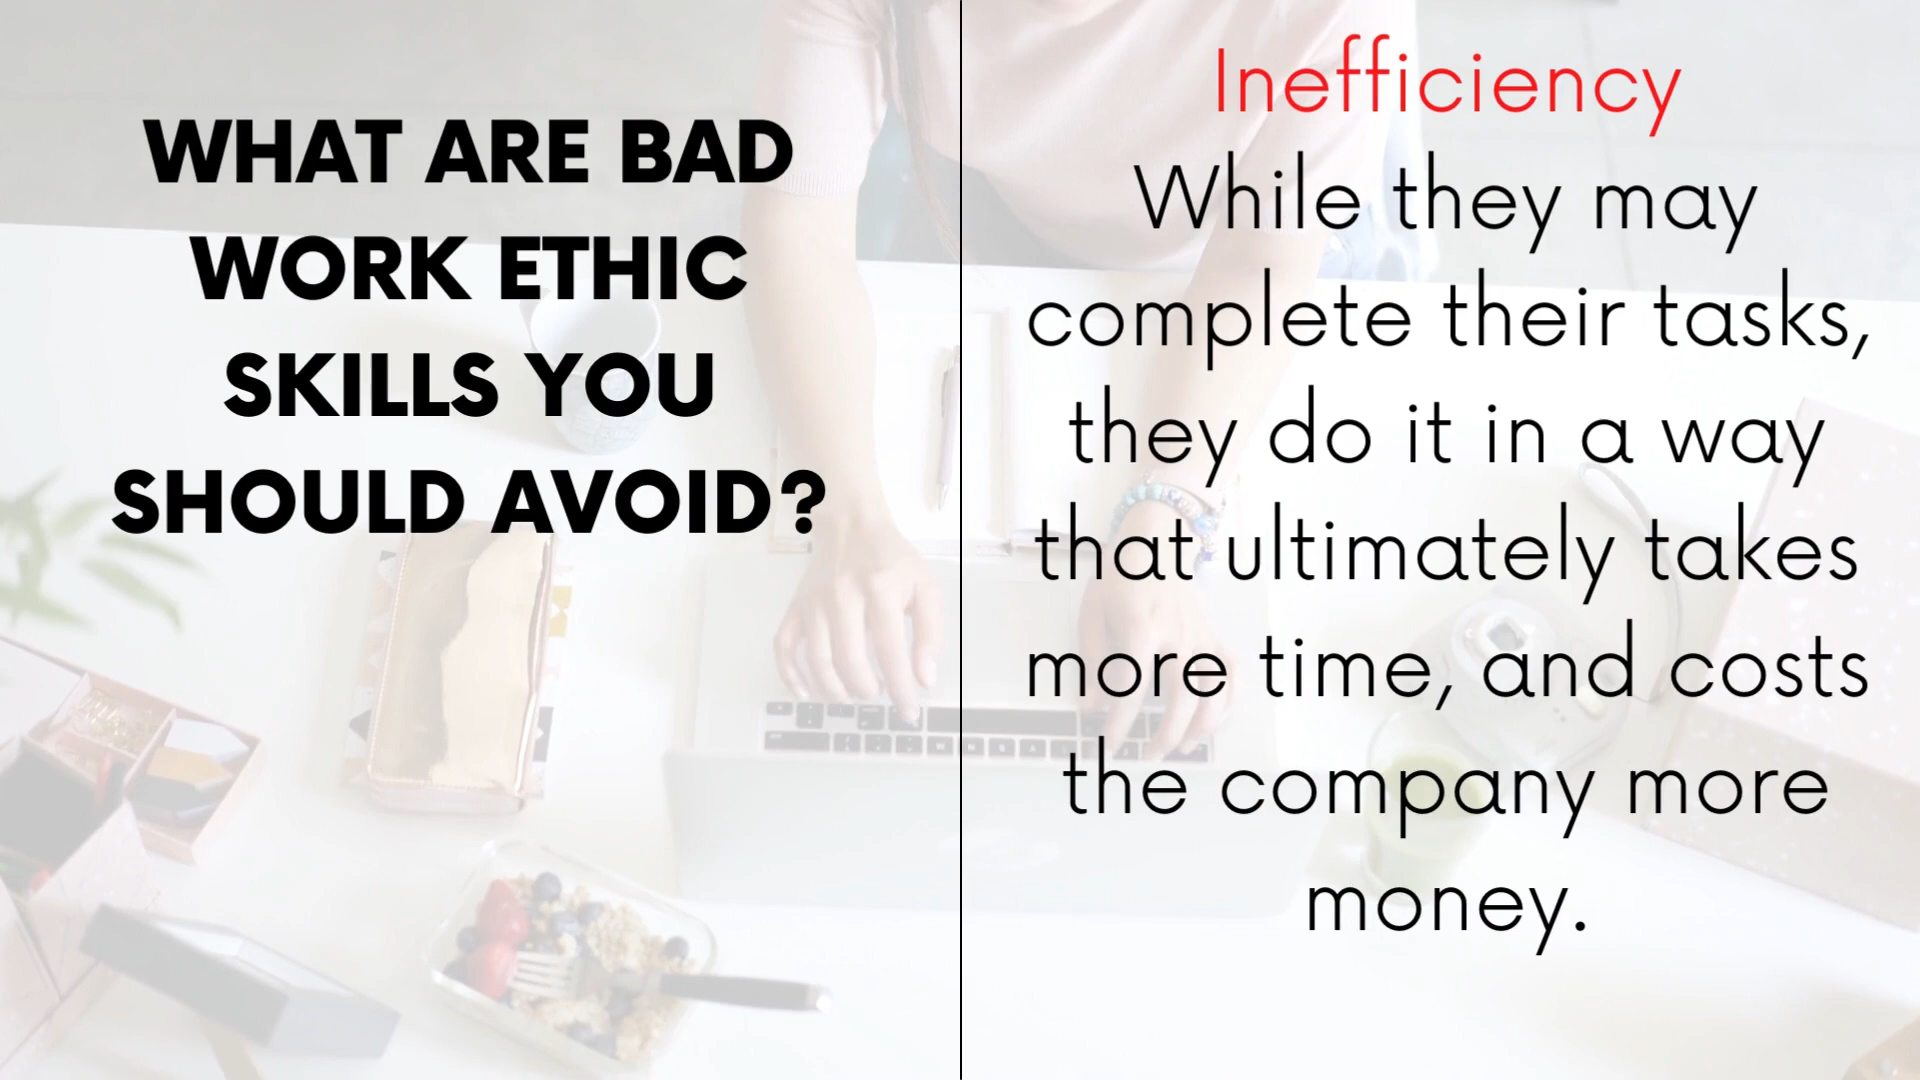 WHAT ARE BAD
WORK ETHIC
SKILLS YOU
SHOULD AVOID?
Inefficiency
While they may
complete their tasks,
they do it in a way
that ultimately takes
more time, and costs
the company more
money.